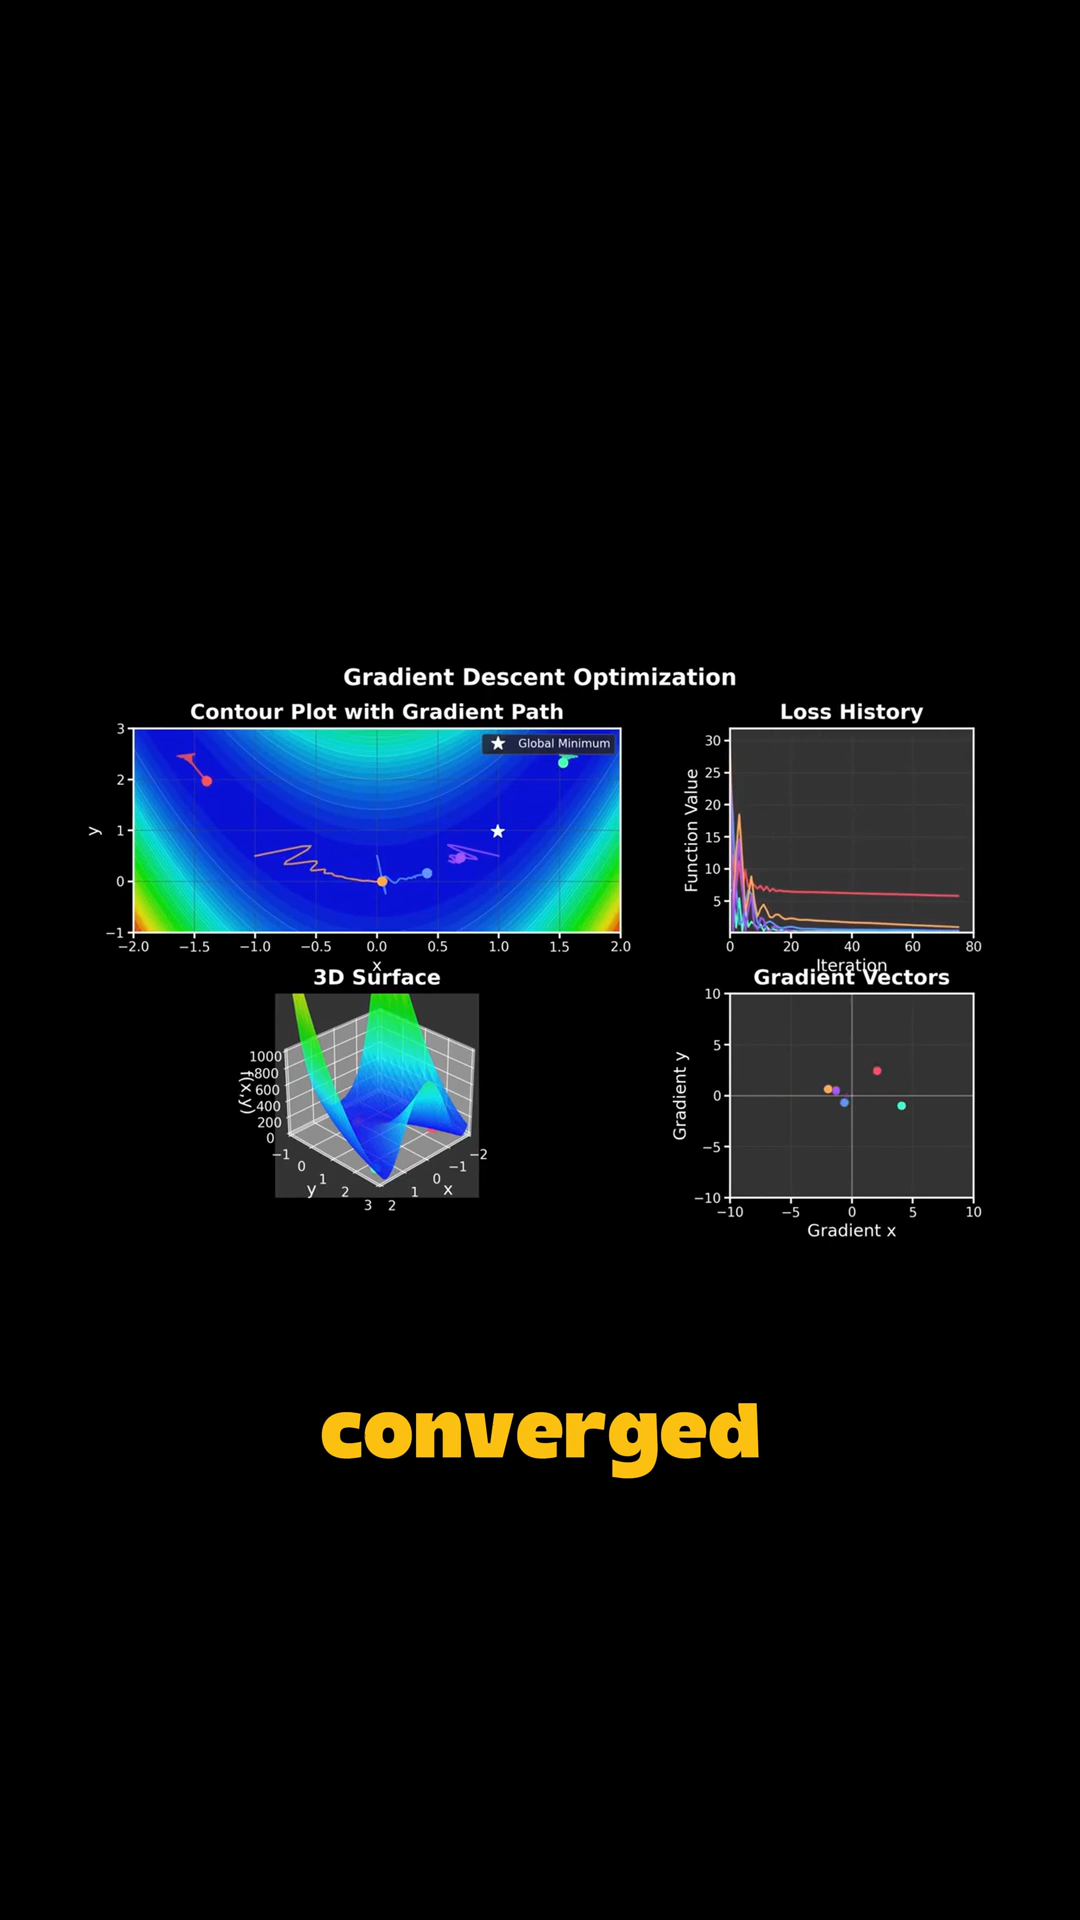 Gradient Descent Optimization
Contour Plot with Gradient Path
3
2
1
0
−1
y
Global Minimum
−2.0 −1.5 −1.0 −0.5 0.0 0.5 1.0 1.5 2.0
x
Loss History
30
25
20
15
10
5
Function Value
0 20 40 60 80
Iteration
3D Surface
1000
800
600
400
200
0
f(x,y)
−1 0 1 2 3
y
2 1 0 −1 −2
x
Gradient Vectors
10
5
0
−5
−10
Gradient y
−10 −5 0 5 10
Gradient x
converged